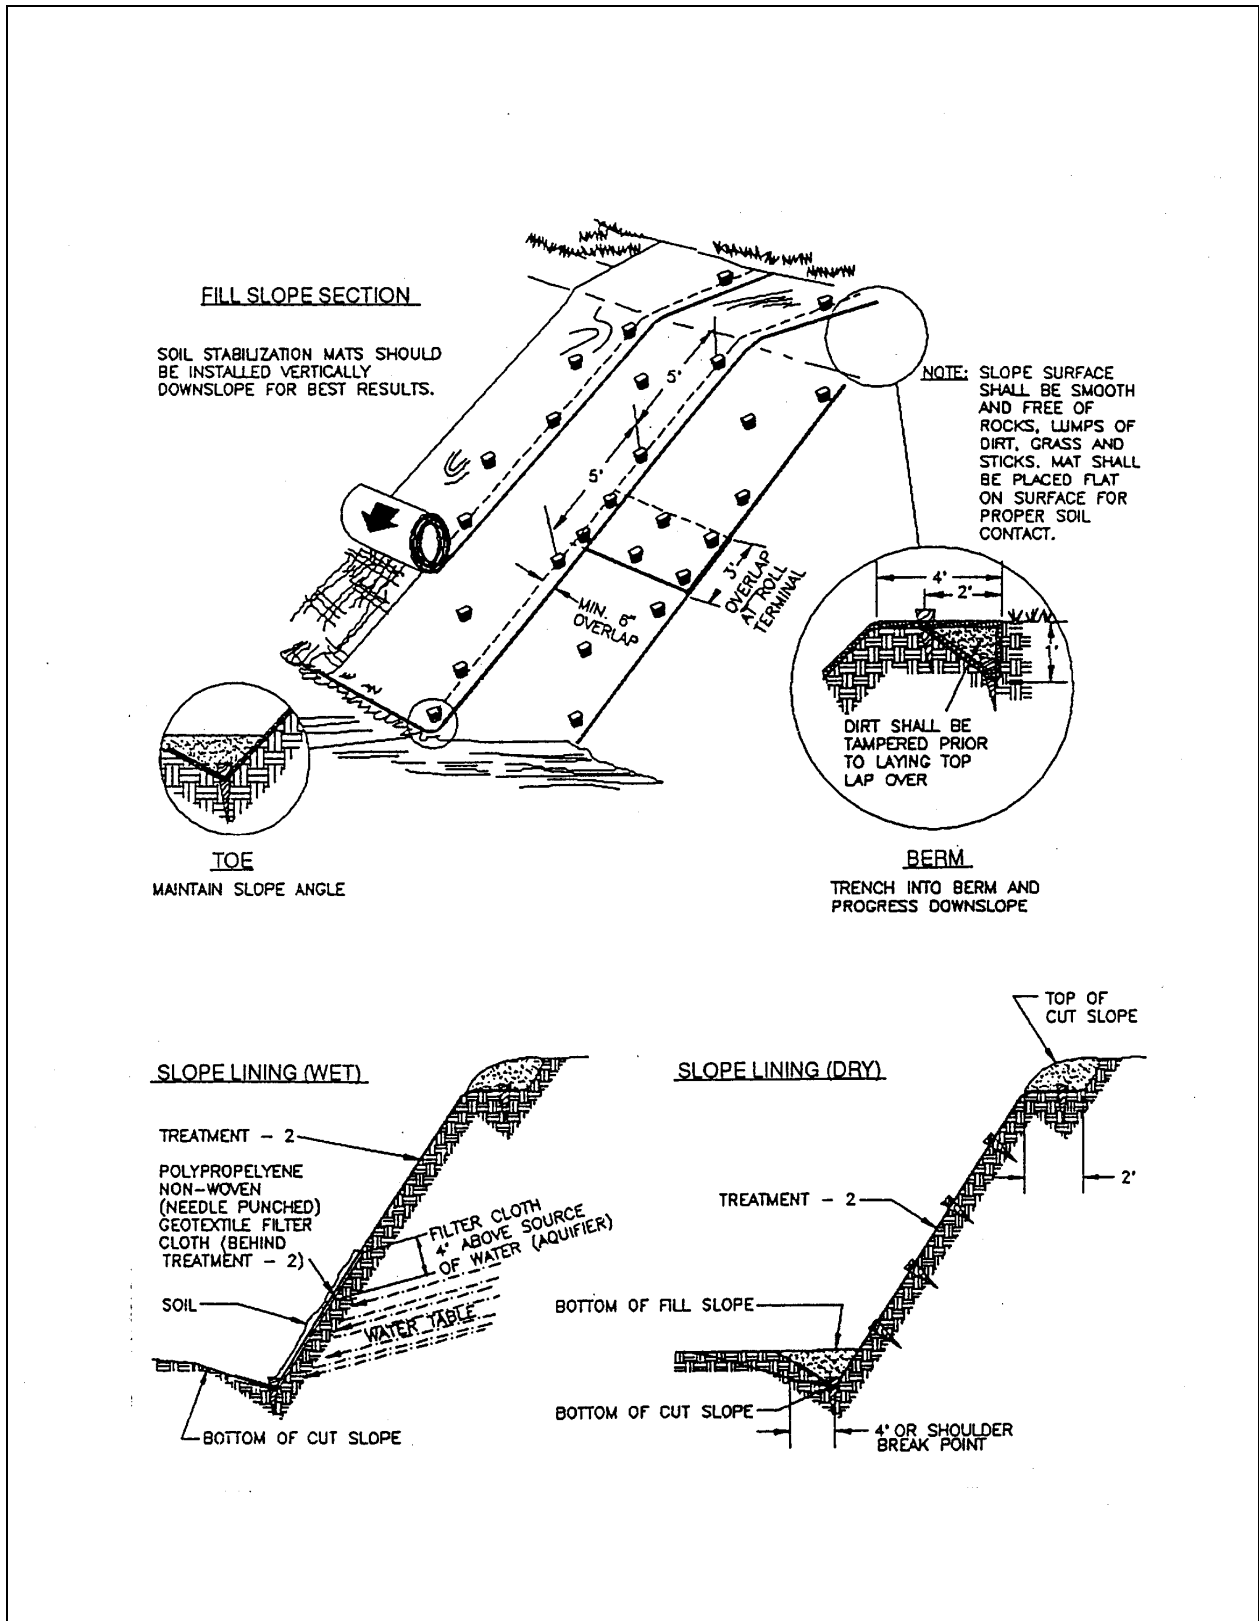 FILL SLOPE SECTION
SOIL STABILIZATION MATS SHOULD
BE INSTALLED VERTICALLY
DOWNSLOPE FOR BEST RESULTS.
5'
5'
MIN. 6"
OVERLAP
3'
OVERLAP
AT ROLL
TERMINAL
NOTE: SLOPE SURFACE
SHALL BE SMOOTH
AND FREE OF
ROCKS, LUMPS OF
DIRT, GRASS AND
STICKS. MAT SHALL
BE PLACED FLAT
ON SURFACE FOR
PROPER SOIL
CONTACT.
4'
2'
1'
DIRT SHALL BE
TAMPERED PRIOR
TO LAYING TOP
LAP OVER
TOE
MAINTAIN SLOPE ANGLE
BERM
TRENCH INTO BERM AND
PROGRESS DOWNSLOPE
SLOPE LINING (WET)
TREATMENT - 2
POLYPROPELYENE
NON-WOVEN
(NEEDLE PUNCHED)
GEOTEXTILE FILTER
CLOTH (BEHIND
TREATMENT - 2)
SOIL
FILTER CLOTH
4' ABOVE SOURCE
OF WATER (AQUIFIER)
WATER TABLE
BOTTOM OF CUT SLOPE
SLOPE LINING (DRY)
TOP OF
CUT SLOPE
TREATMENT - 2
2'
BOTTOM OF FILL SLOPE
BOTTOM OF CUT SLOPE
4' OR SHOULDER
BREAK POINT